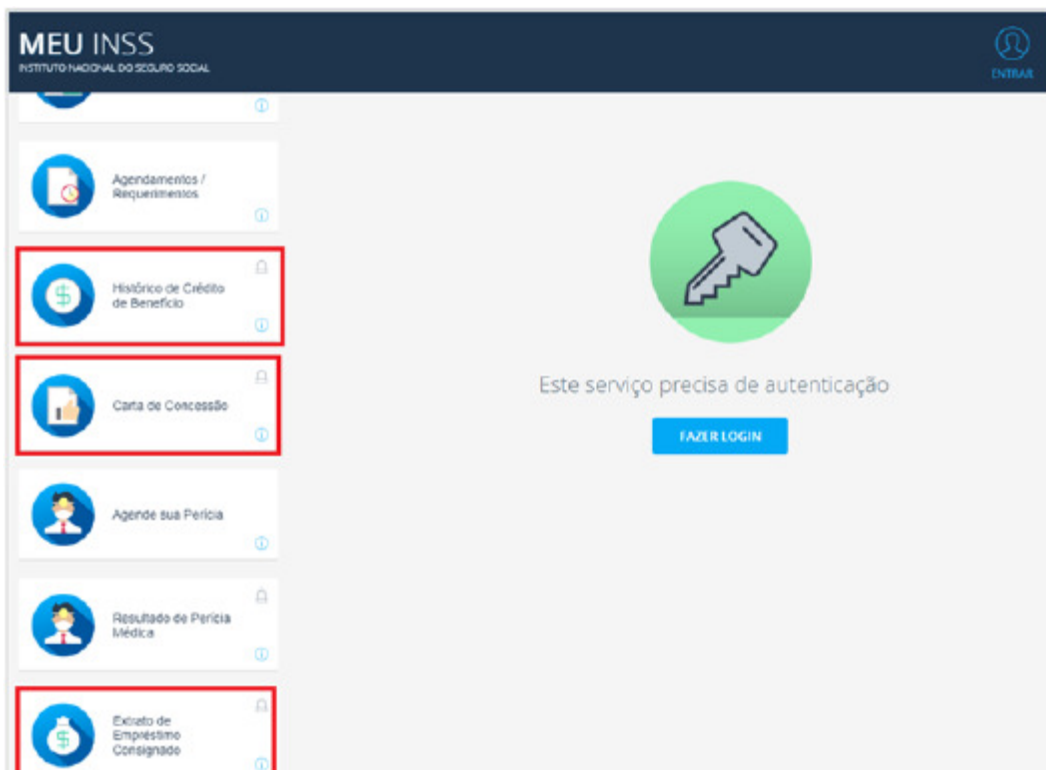 MEU INSS
INSTITUTO NACIONAL DO SEGURO SOCIAL
ENTRAR
Agendamentos /
Requerimentos
Histórico de Crédito
de Benefício
Carta de Concessão
Agende sua Perícia
Resultado de Perícia
Médica
Extrato de
Empréstimo
Consignado
Este serviço precisa de autenticação
FAZER LOGIN